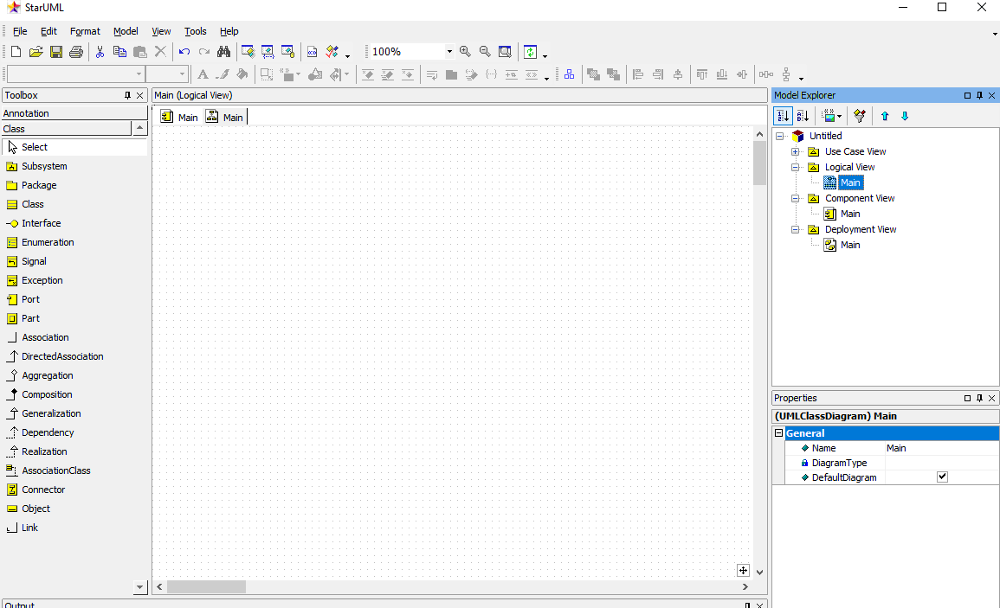 StarUML
File Edit Format Model View Tools Help
100%
Toolbox
Annotation
Class
Select
Subsystem
Package
Class
Interface
Enumeration
Signal
Exception
Port
Part
Association
DirectedAssociation
Aggregation
Composition
Generalization
Dependency
Realization
AssociationClass
Connector
Object
Link
Main (Logical View)
Main Main
Model Explorer
Untitled
Use Case View
Logical View
Main
Component View
Main
Deployment View
Main
Properties
(UMLClassDiagram) Main
General
Name Main
DiagramType
DefaultDiagram
Output